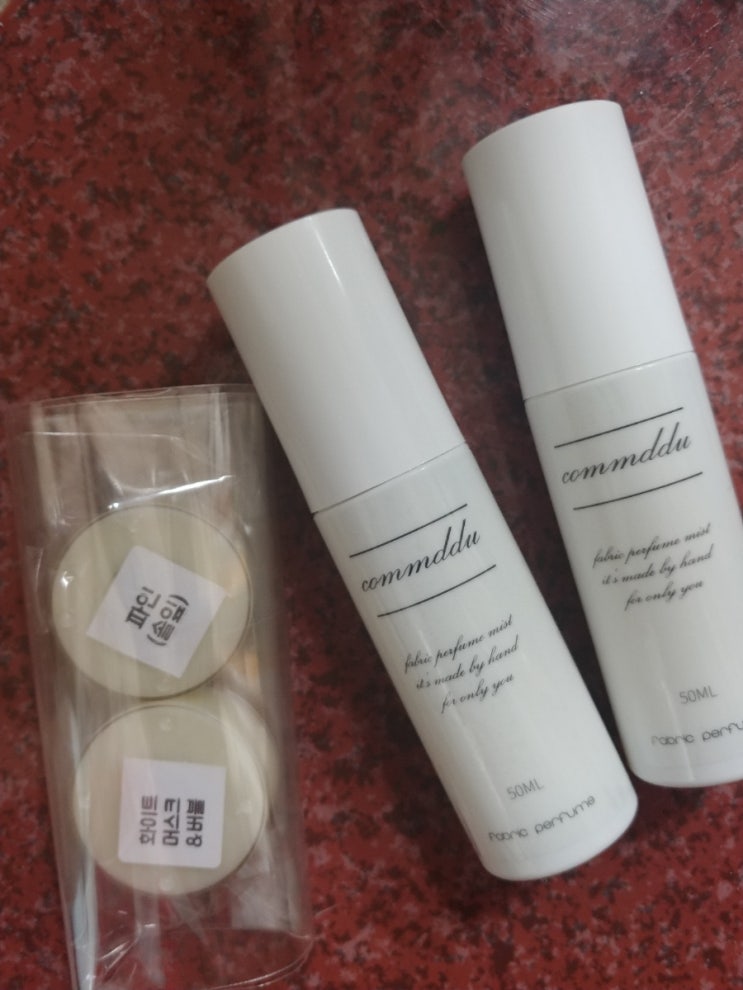 파인
(솔잎)
화이트
머스크
&버블
commddu
fabric perfume mist
it's made by hand
for only you
50ML
Fabric perfume
commddu
fabric perfume mist
it's made by hand
for only you
50ML
Fabric perfu